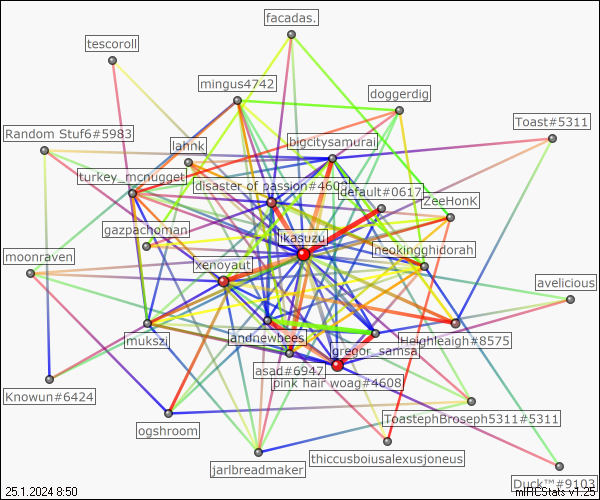 facadas.
tescoroll
mingus4742
doggerdig
Toast#5311
Random Stuf6#5983
lahnk
bigcitysamurai
turkey_mcnugget
disaster of passion#4609
default#0617
ZeeHonK
gazpachoman
ikasuzu
neokingghidorah
moonraven
xenoyaut
avelicious
mukszi
andnewbees
gregor_samsa
Heighleaigh#8575
asad#6947
pink hair woag#4608
Knowun#6424
ToastephBroseph5311#5311
ogshroom
thiccusboiusalexusjoneus
jarlbreadmaker
Duck™#9103
25.1.2024 8:50
mIRCStats v1.25